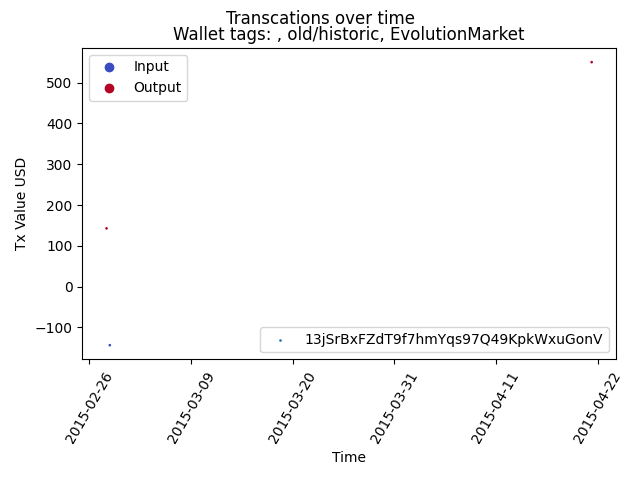 Transcations over time
Wallet tags: , old/historic, EvolutionMarket
Input
Output
Tx Value USD
500
400
300
200
100
0
−100
13jSrBxFZdT9f7hmYqs97Q49KpkWxuGonV
2015-02-26
2015-03-09
2015-03-20
2015-03-31
2015-04-11
2015-04-22
Time